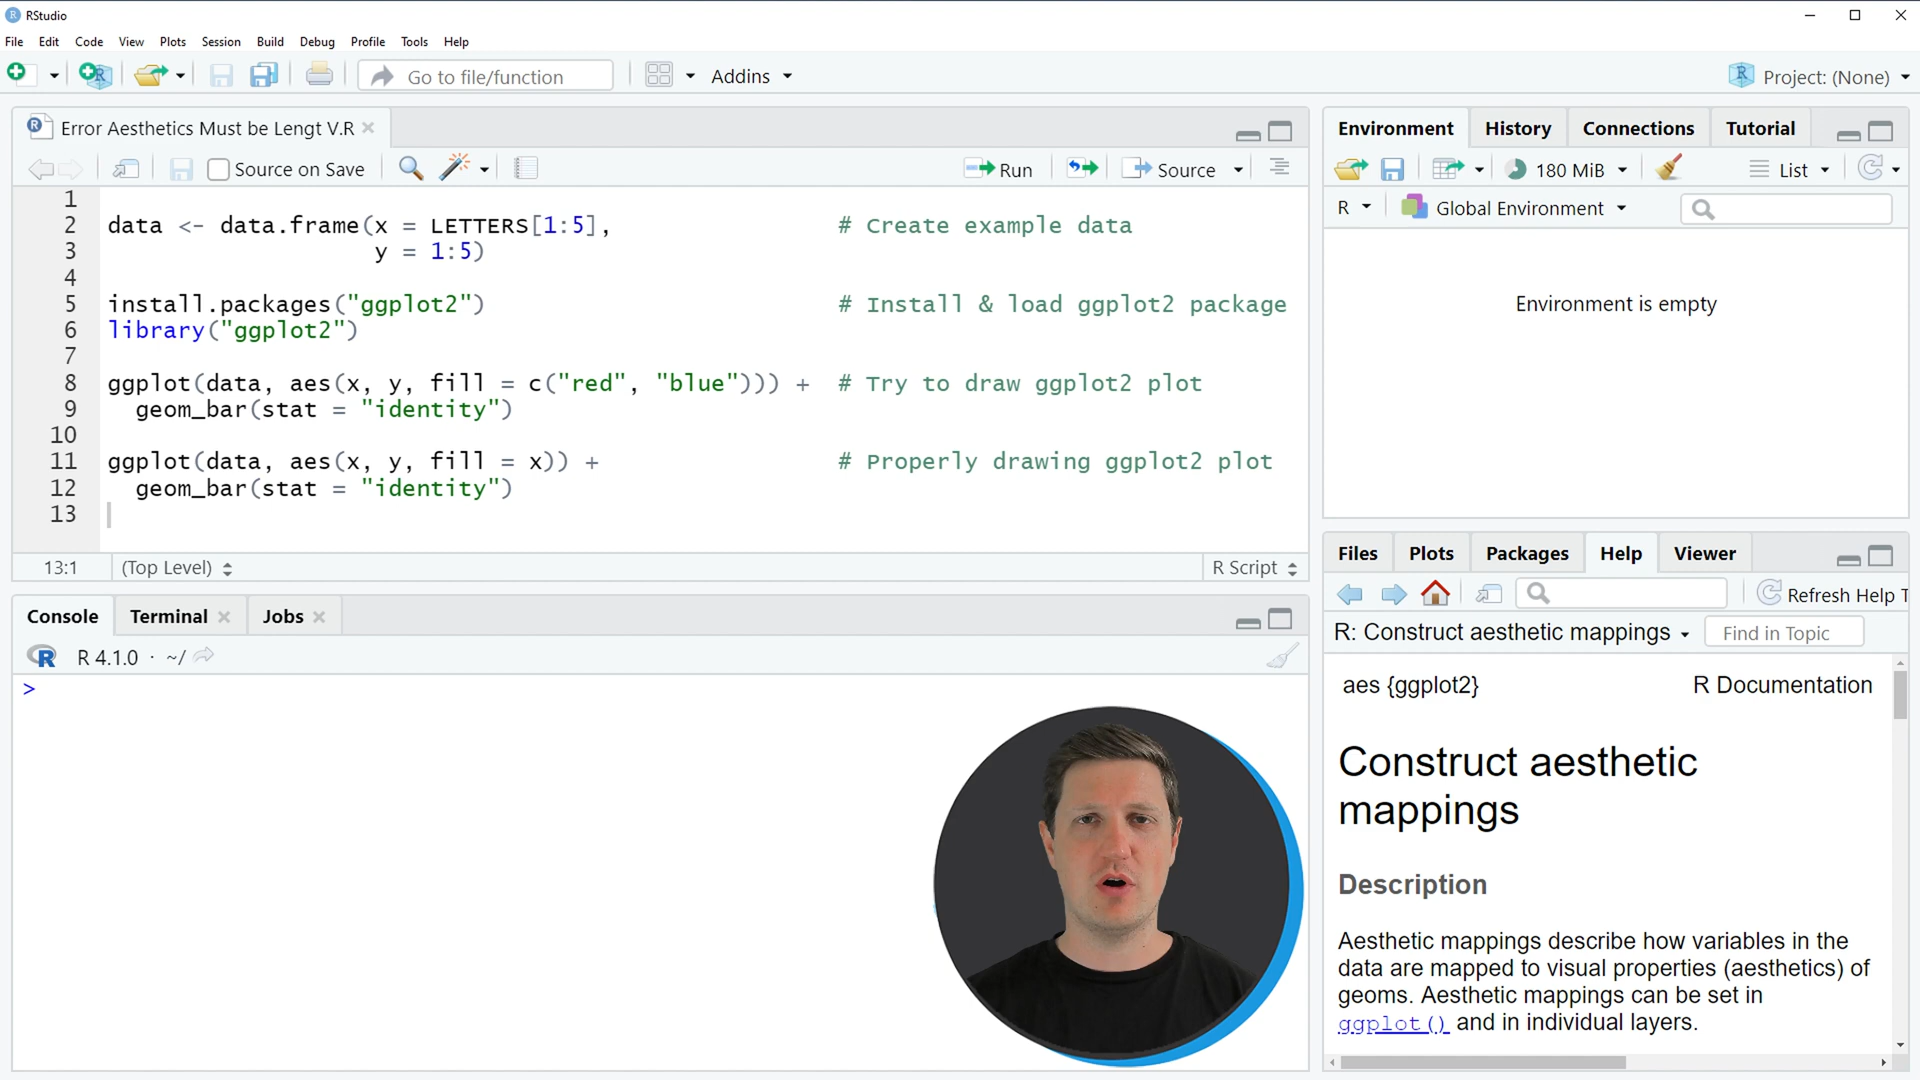 RStudio
File Edit Code View Plots Session Build Debug Profile Tools Help
Go to file/function Addins Project: (None)
Error Aesthetics Must be Lengt V.R
Source on Save Run Source
1
2 data <- data.frame(x = LETTERS[1:5], # Create example data
3 y = 1:5)
4
5 install.packages("ggplot2") # Install & load ggplot2 package
6 library("ggplot2")
7
8 ggplot(data, aes(x, y, fill = c("red", "blue"))) + # Try to draw ggplot2 plot
9 geom_bar(stat = "identity")
10
11 ggplot(data, aes(x, y, fill = x)) + # Properly drawing ggplot2 plot
12 geom_bar(stat = "identity")
13
13:1 (Top Level) R Script
Console Terminal Jobs
R 4.1.0 · ~/
>
Environment History Connections Tutorial
180 MiB List
R Global Environment
Environment is empty
Files Plots Packages Help Viewer
Refresh Help T
R: Construct aesthetic mappings Find in Topic
aes {ggplot2} R Documentation
Construct aesthetic
mappings
Description
Aesthetic mappings describe how variables in the
data are mapped to visual properties (aesthetics) of
geoms. Aesthetic mappings can be set in
ggplot() and in individual layers.